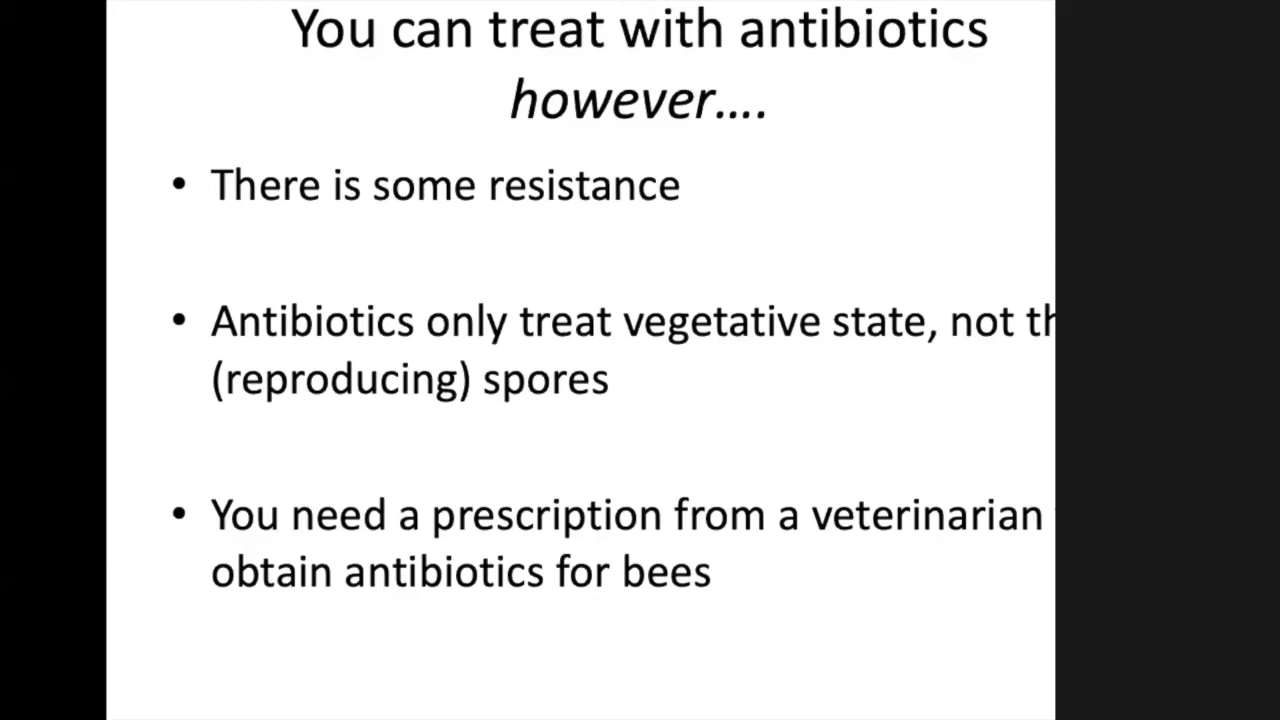 You can treat with antibiotics
however....
• There is some resistance
• Antibiotics only treat vegetative state, not
(reproducing) spores
• You need a prescription from a veterinarian
obtain antibiotics for bees